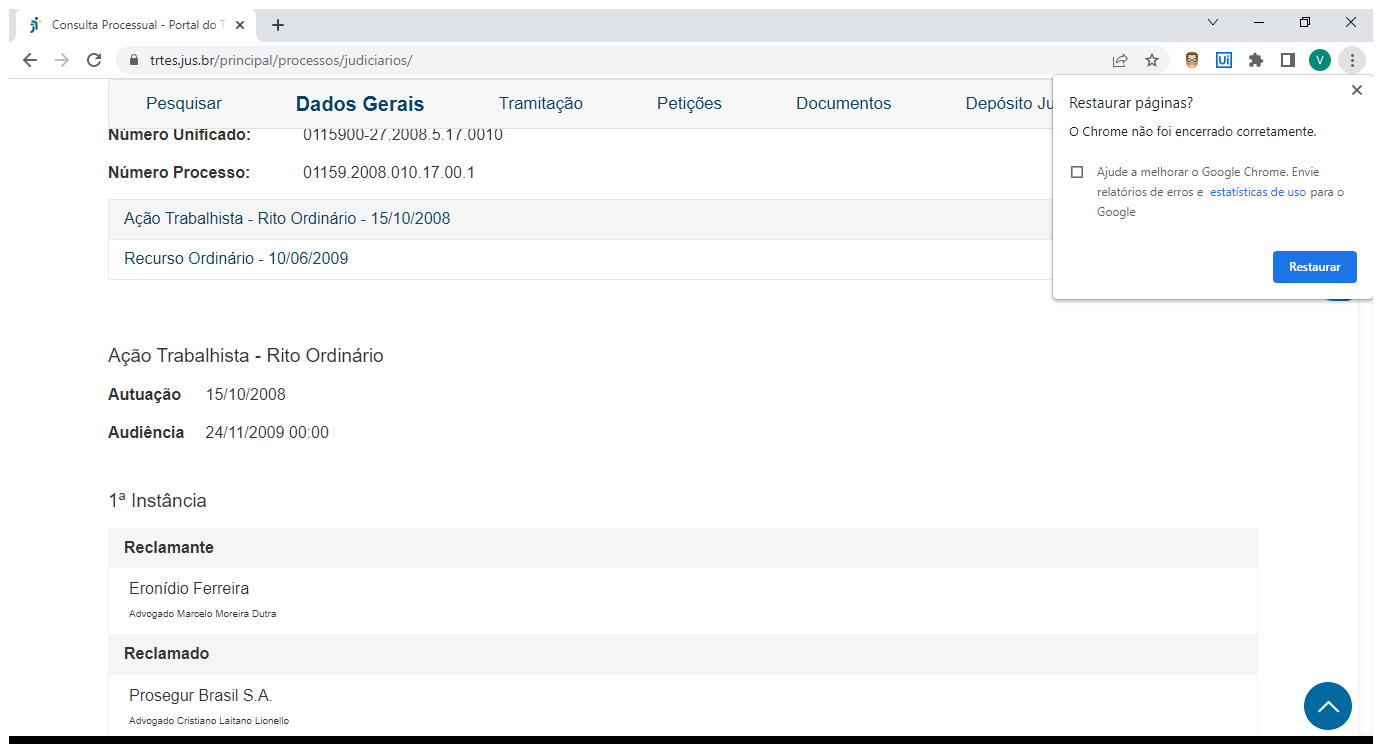 Consulta Processual - Portal do T
trtes.jus.br/principal/processos/judiciarios/
Ui
V
Pesquisar Dados Gerais Tramitação Petições Documentos Depósito Ju
Número Unificado: 0115900-27.2008.5.17.0010
Número Processo: 01159.2008.010.17.00.1
Ação Trabalhista - Rito Ordinário - 15/10/2008
Recurso Ordinário - 10/06/2009
Restaurar páginas?
O Chrome não foi encerrado corretamente.
Ajude a melhorar o Google Chrome. Envie
relatórios de erros e estatísticas de uso para o
Google
Restaurar
Ação Trabalhista - Rito Ordinário
Autuação 15/10/2008
Audiência 24/11/2009 00:00
1ª Instância
Reclamante
Eronídio Ferreira
Advogado Marcelo Moreira Dutra
Reclamado
Prosegur Brasil S.A.
Advogado Cristiano Laitano Lionello